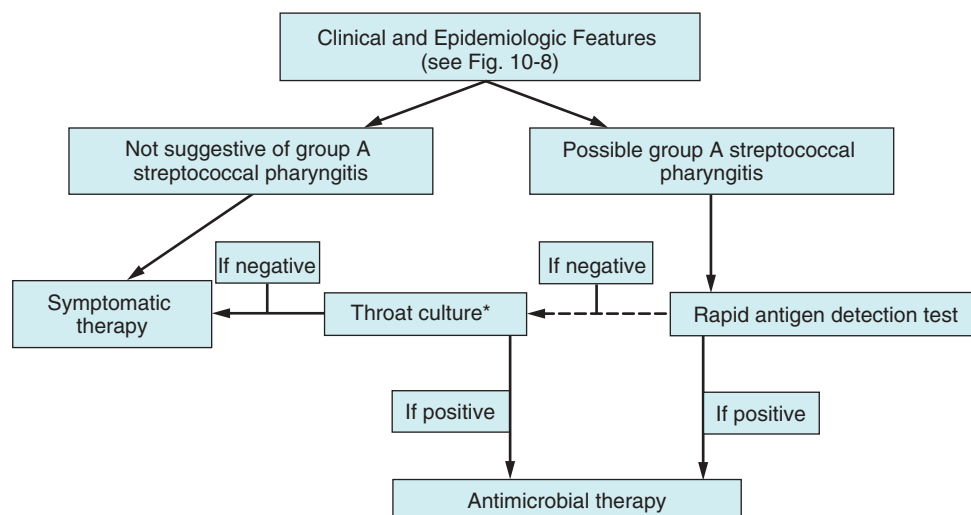 Clinical and Epidemiologic Features
(see Fig. 10-8)
Not suggestive of group A
streptococcal pharyngitis
Possible group A streptococcal
pharyngitis
If negative
If negative
Symptomatic
therapy
Throat culture*
Rapid antigen detection test
If positive
If positive
Antimicrobial therapy